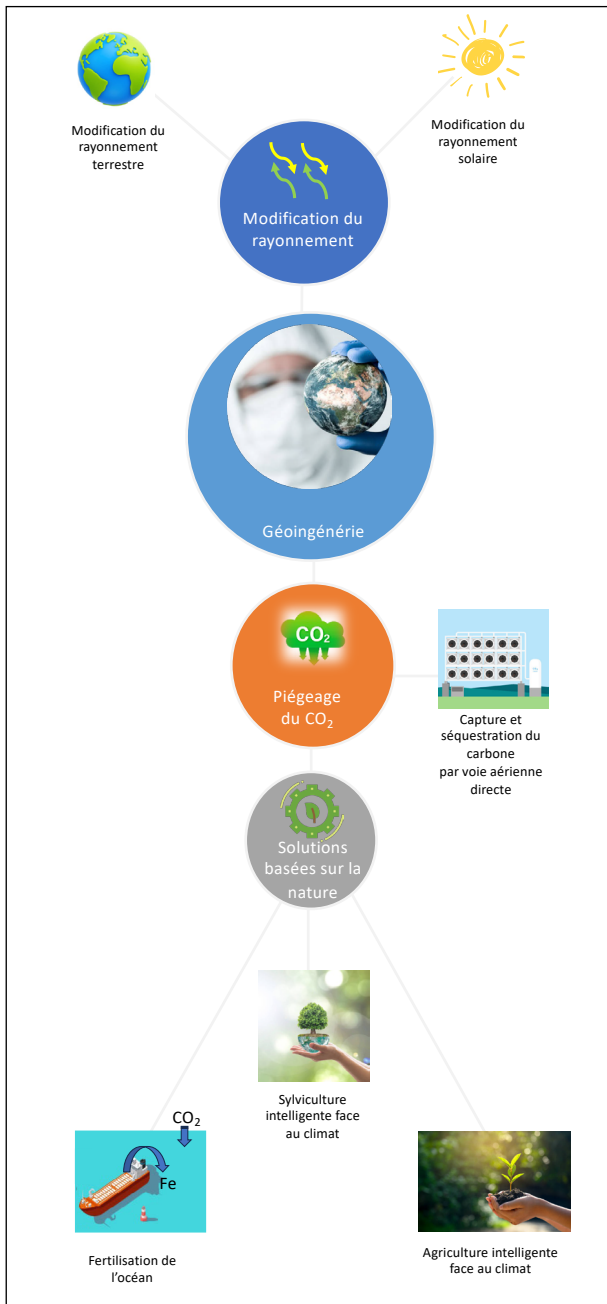 Modification du
rayonnement
terrestre
Modification du
rayonnement
solaire
Modification du
rayonnement
Géoingénérie
CO₂
Piégeage
du CO₂
Capture et
séquestration du
carbone
par voie aérienne
directe
Solutions
basées sur la
nature
Sylviculture
intelligente face
au climat
CO₂
Fe
Fertilisation de
l’océan
Agriculture intelligente
face au climat